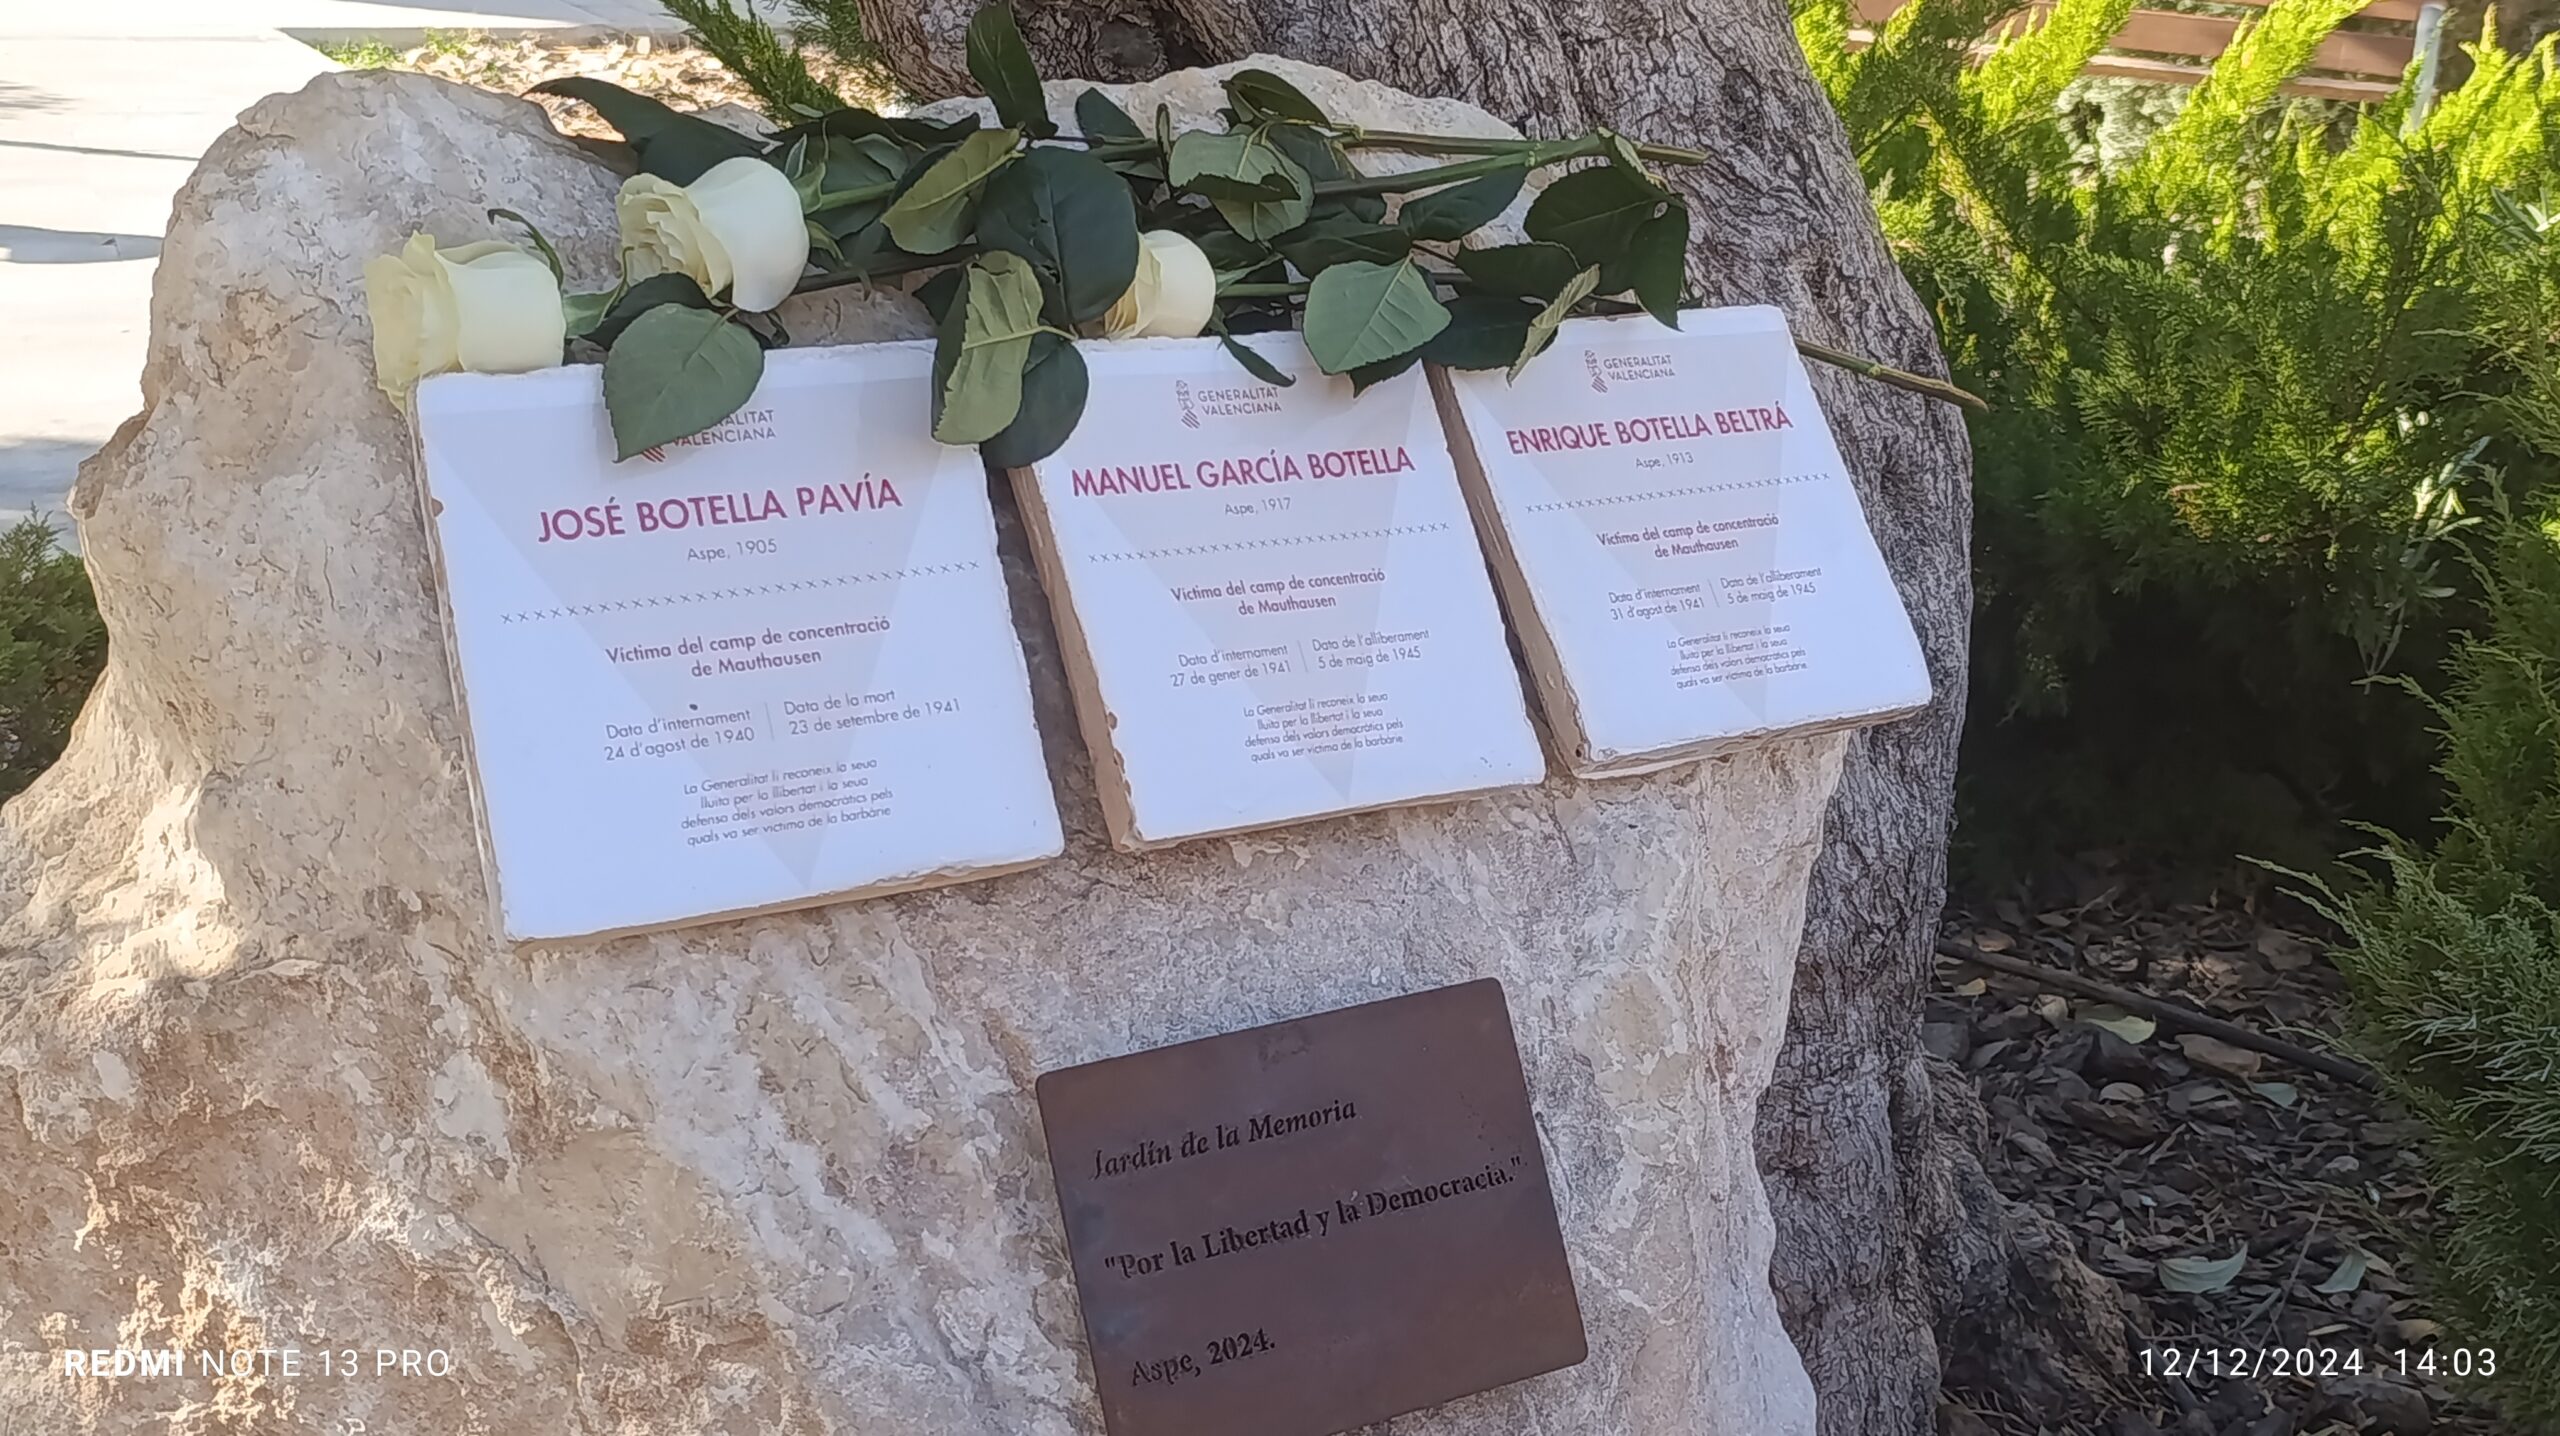 GENERALITAT
VALENCIANA
JOSÉ BOTELLA PAVÍA
Aspe, 1905
xxxxxxxxxxxxxxxxxxxxxxxxxxxxxx
Víctima del camp de concentració
de Mauthausen
Data d'internament
24 d'agost de 1940
Data de la mort
23 de setembre de 1941
La Generalitat li reconeix la seua
lluita per la llibertat i la seua
defensa dels valors democràtics pels
quals va ser víctima de la barbàrie
GENERALITAT
VALENCIANA
MANUEL GARCÍA BOTELLA
Aspe, 1917
xxxxxxxxxxxxxxxxxxxxxxxxxxxxxx
Víctima del camp de concentració
de Mauthausen
Data d'internament
27 de gener de 1941
Data de l'alliberament
5 de maig de 1945
La Generalitat li reconeix la seua
lluita per la llibertat i la seua
defensa dels valors democràtics pels
quals va ser víctima de la barbàrie
GENERALITAT
VALENCIANA
ENRIQUE BOTELLA BELTRÁ
Aspe, 1913
xxxxxxxxxxxxxxxxxxxxxxxxxxxxxx
Víctima del camp de concentració
de Mauthausen
Data d'internament
31 d'agost de 1941
Data de l'alliberament
5 de maig de 1945
La Generalitat li reconeix la seua
lluita per la llibertat i la seua
defensa dels valors democràtics pels
quals va ser víctima de la barbàrie
Jardín de la Memoria
"Por la Libertad y la Democracia."
Aspe, 2024.
REDMI NOTE 13 PRO
12/12/2024 14:03